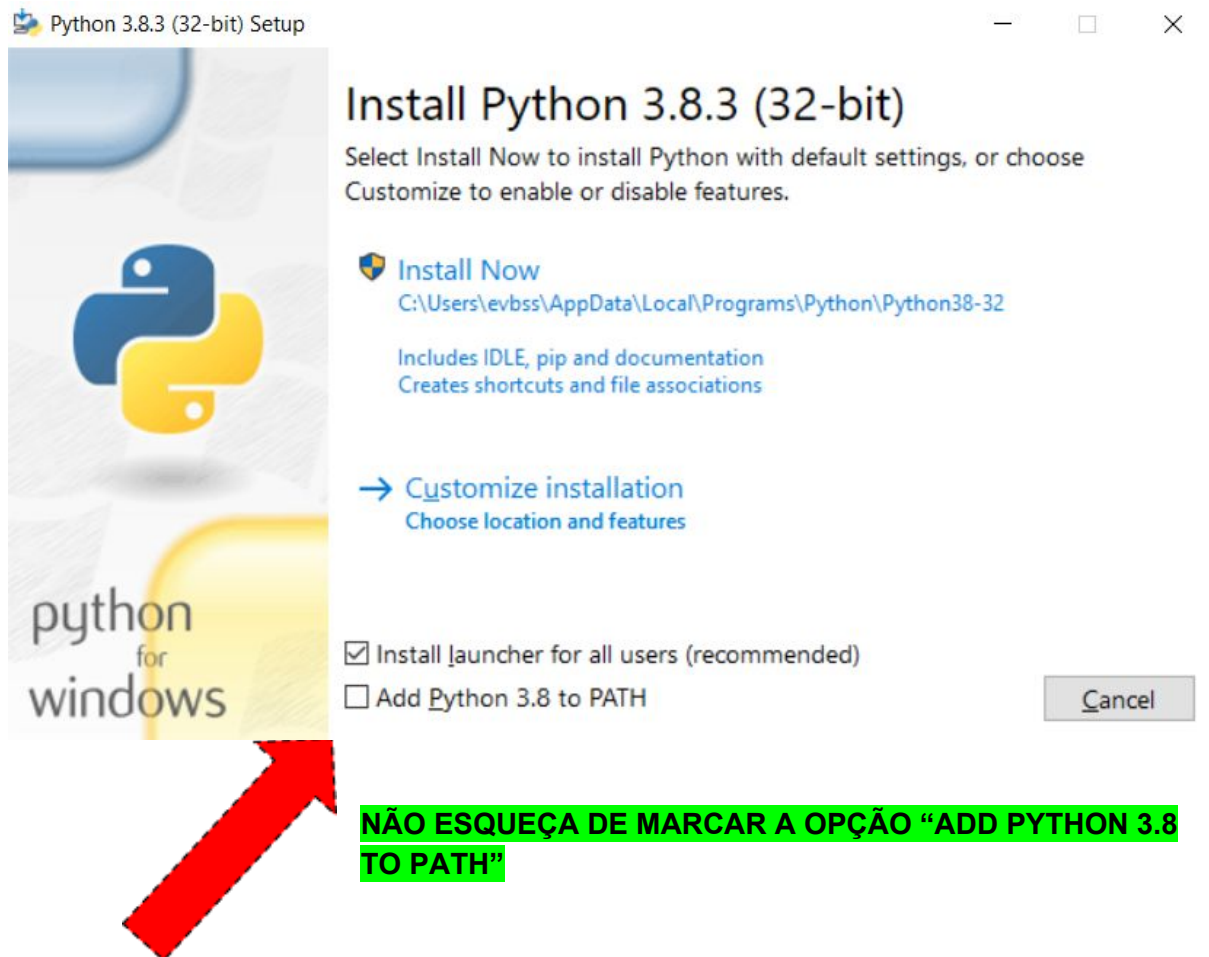 Python 3.8.3 (32-bit) Setup
Install Python 3.8.3 (32-bit)
Select Install Now to install Python with default settings, or choose
Customize to enable or disable features.
Install Now
C:\Users\evbss\AppData\Local\Programs\Python\Python38-32
Includes IDLE, pip and documentation
Creates shortcuts and file associations
Customize installation
Choose location and features
python
for
windows
Install launcher for all users (recommended)
Add Python 3.8 to PATH
Cancel
NÃO ESQUEÇA DE MARCAR A OPÇÃO “ADD PYTHON 3.8
TO PATH”